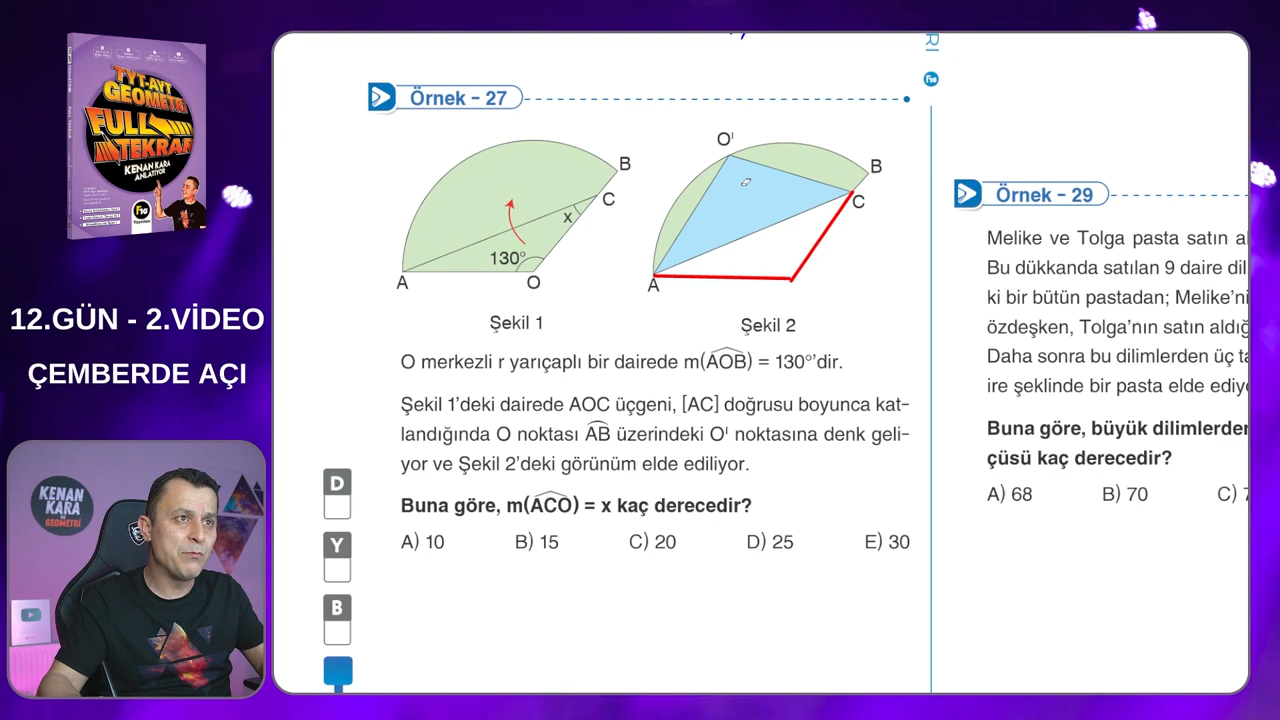 TYT-AYT
GEOMETRİ
FULL
TEKRAR
KENAN KARA
ANLATIYOR
12.GÜN - 2.VİDEO
ÇEMBERDE AÇI
KENAN
KARA
GEOMETRİ
D
Y
B
Örnek - 27
A
O
B
C
x
130°
Şekil 1
O'
B
C
A
Şekil 2
O merkezli r yarıçaplı bir dairede m(AOB) = 130°'dir.
Şekil 1'deki dairede AOC üçgeni, [AC] doğrusu boyunca kat-
landığında O noktası AB üzerindeki O' noktasına denk geli-
yor ve Şekil 2'deki görünüm elde ediliyor.
Buna göre, m(ACO) = x kaç derecedir?
A) 10 B) 15 C) 20 D) 25 E) 30
RI
Örnek - 29
Melike ve Tolga pasta satın al
Bu dükkanda satılan 9 daire dil
ki bir bütün pastadan; Melike'ni
özdeşken, Tolga'nın satın aldığ
Daha sonra bu dilimlerden üç ta
ire şeklinde bir pasta elde ediy
Buna göre, büyük dilimlerder
çüsü kaç derecedir?
A) 68 B) 70 C) 7